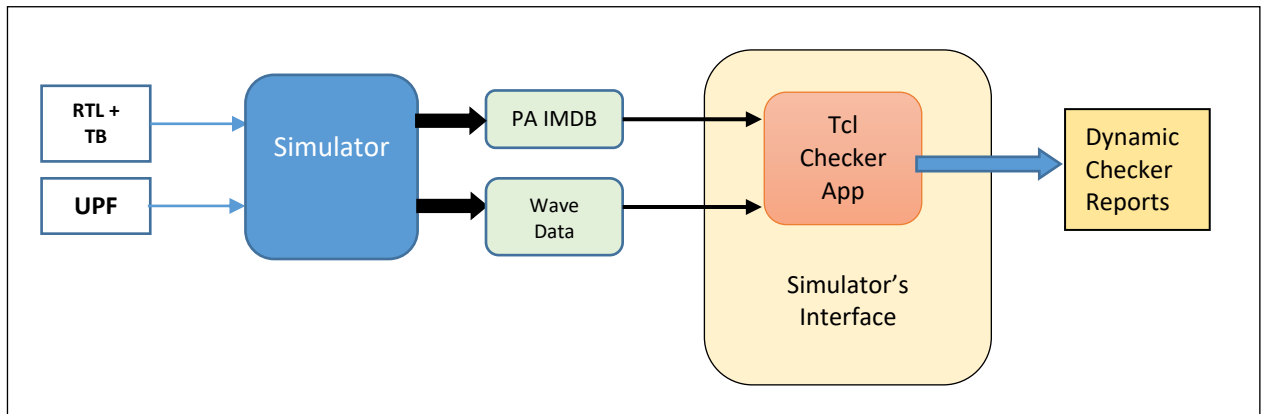 RTL +
TB
UPF
Simulator
PA IMDB
Wave
Data
Tcl
Checker
App
Simulator’s
Interface
Dynamic
Checker
Reports